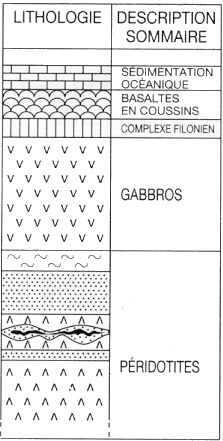 LITHOLOGIE
DESCRIPTION
SOMMAIRE
SÉDIMENTATION
OCÉANIQUE
BASALTES
EN COUSSINS
COMPLEXE FILONIEN
GABBROS
PÉRIDOTITES